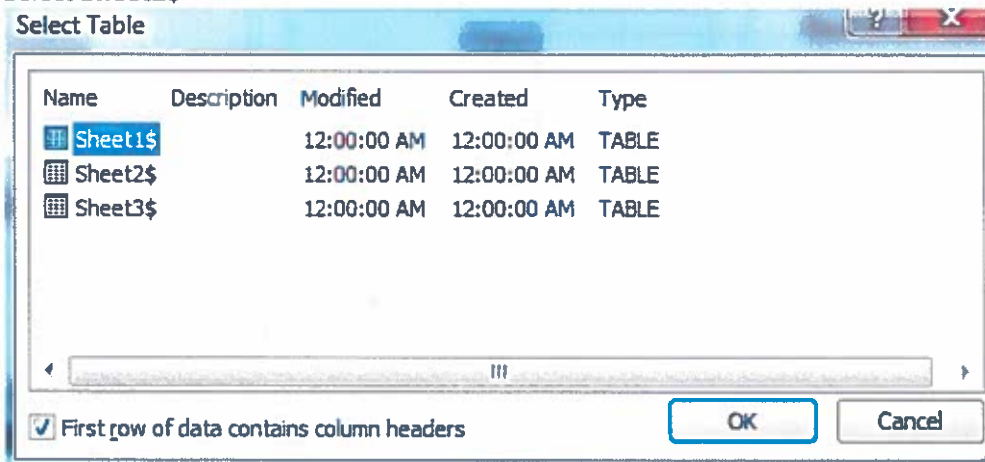 Select Table
Name Description Modified Created Type
Sheet1$ 12:00:00 AM 12:00:00 AM TABLE
Sheet2$ 12:00:00 AM 12:00:00 AM TABLE
Sheet3$ 12:00:00 AM 12:00:00 AM TABLE
First row of data contains column headers
OK Cancel